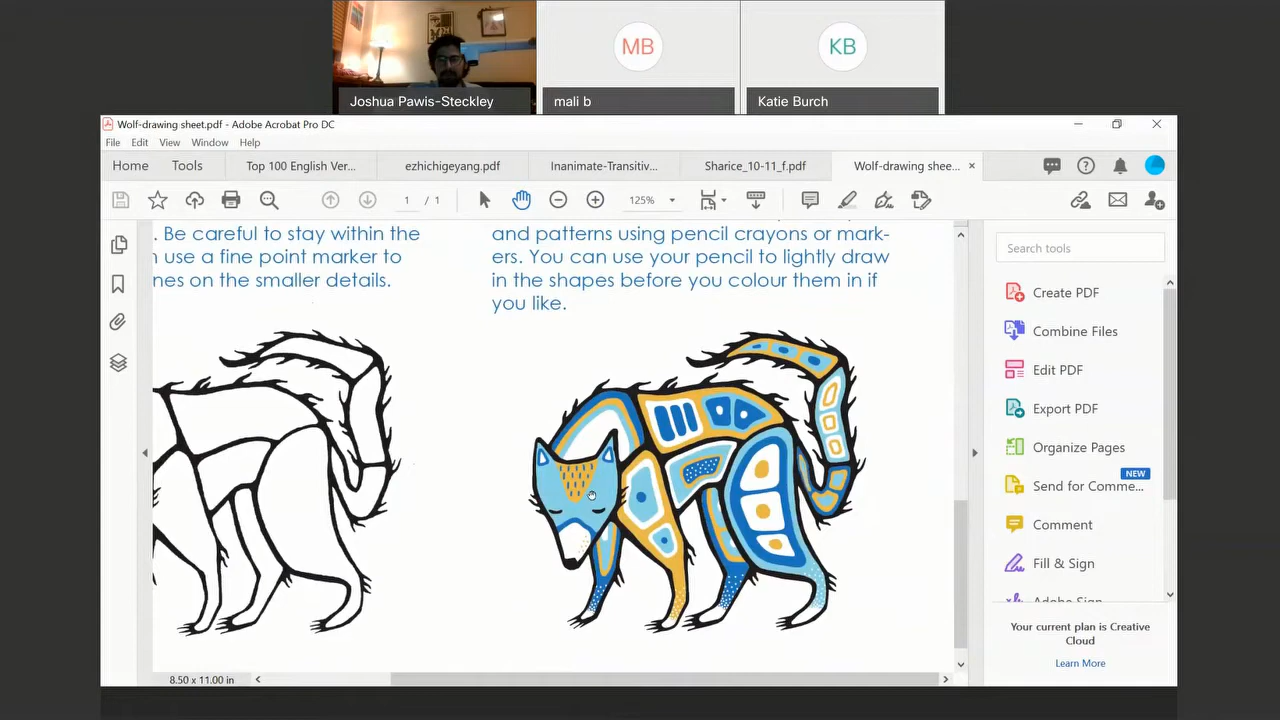 MB
KB
Joshua Pawis-Steckley
mali b
Katie Burch
Wolf-drawing sheet.pdf - Adobe Acrobat Pro DC
File Edit View Window Help
Home Tools Top 100 English Ver... ezhichigeyang.pdf Inanimate-Transitiv... Sharice_10-11_f.pdf Wolf-drawing shee... ×
1 / 1 125%
. Be careful to stay within the
use a fine point marker to
nes on the smaller details.
and patterns using pencil crayons or mark-
ers. You can use your pencil to lightly draw
in the shapes before you colour them in if
you like.
Search tools
Create PDF
Combine Files
Edit PDF
Export PDF
Organize Pages
NEW
Send for Comme...
Comment
Fill & Sign
Adobe Sign
Your current plan is Creative
Cloud
Learn More
8.50 x 11.00 in